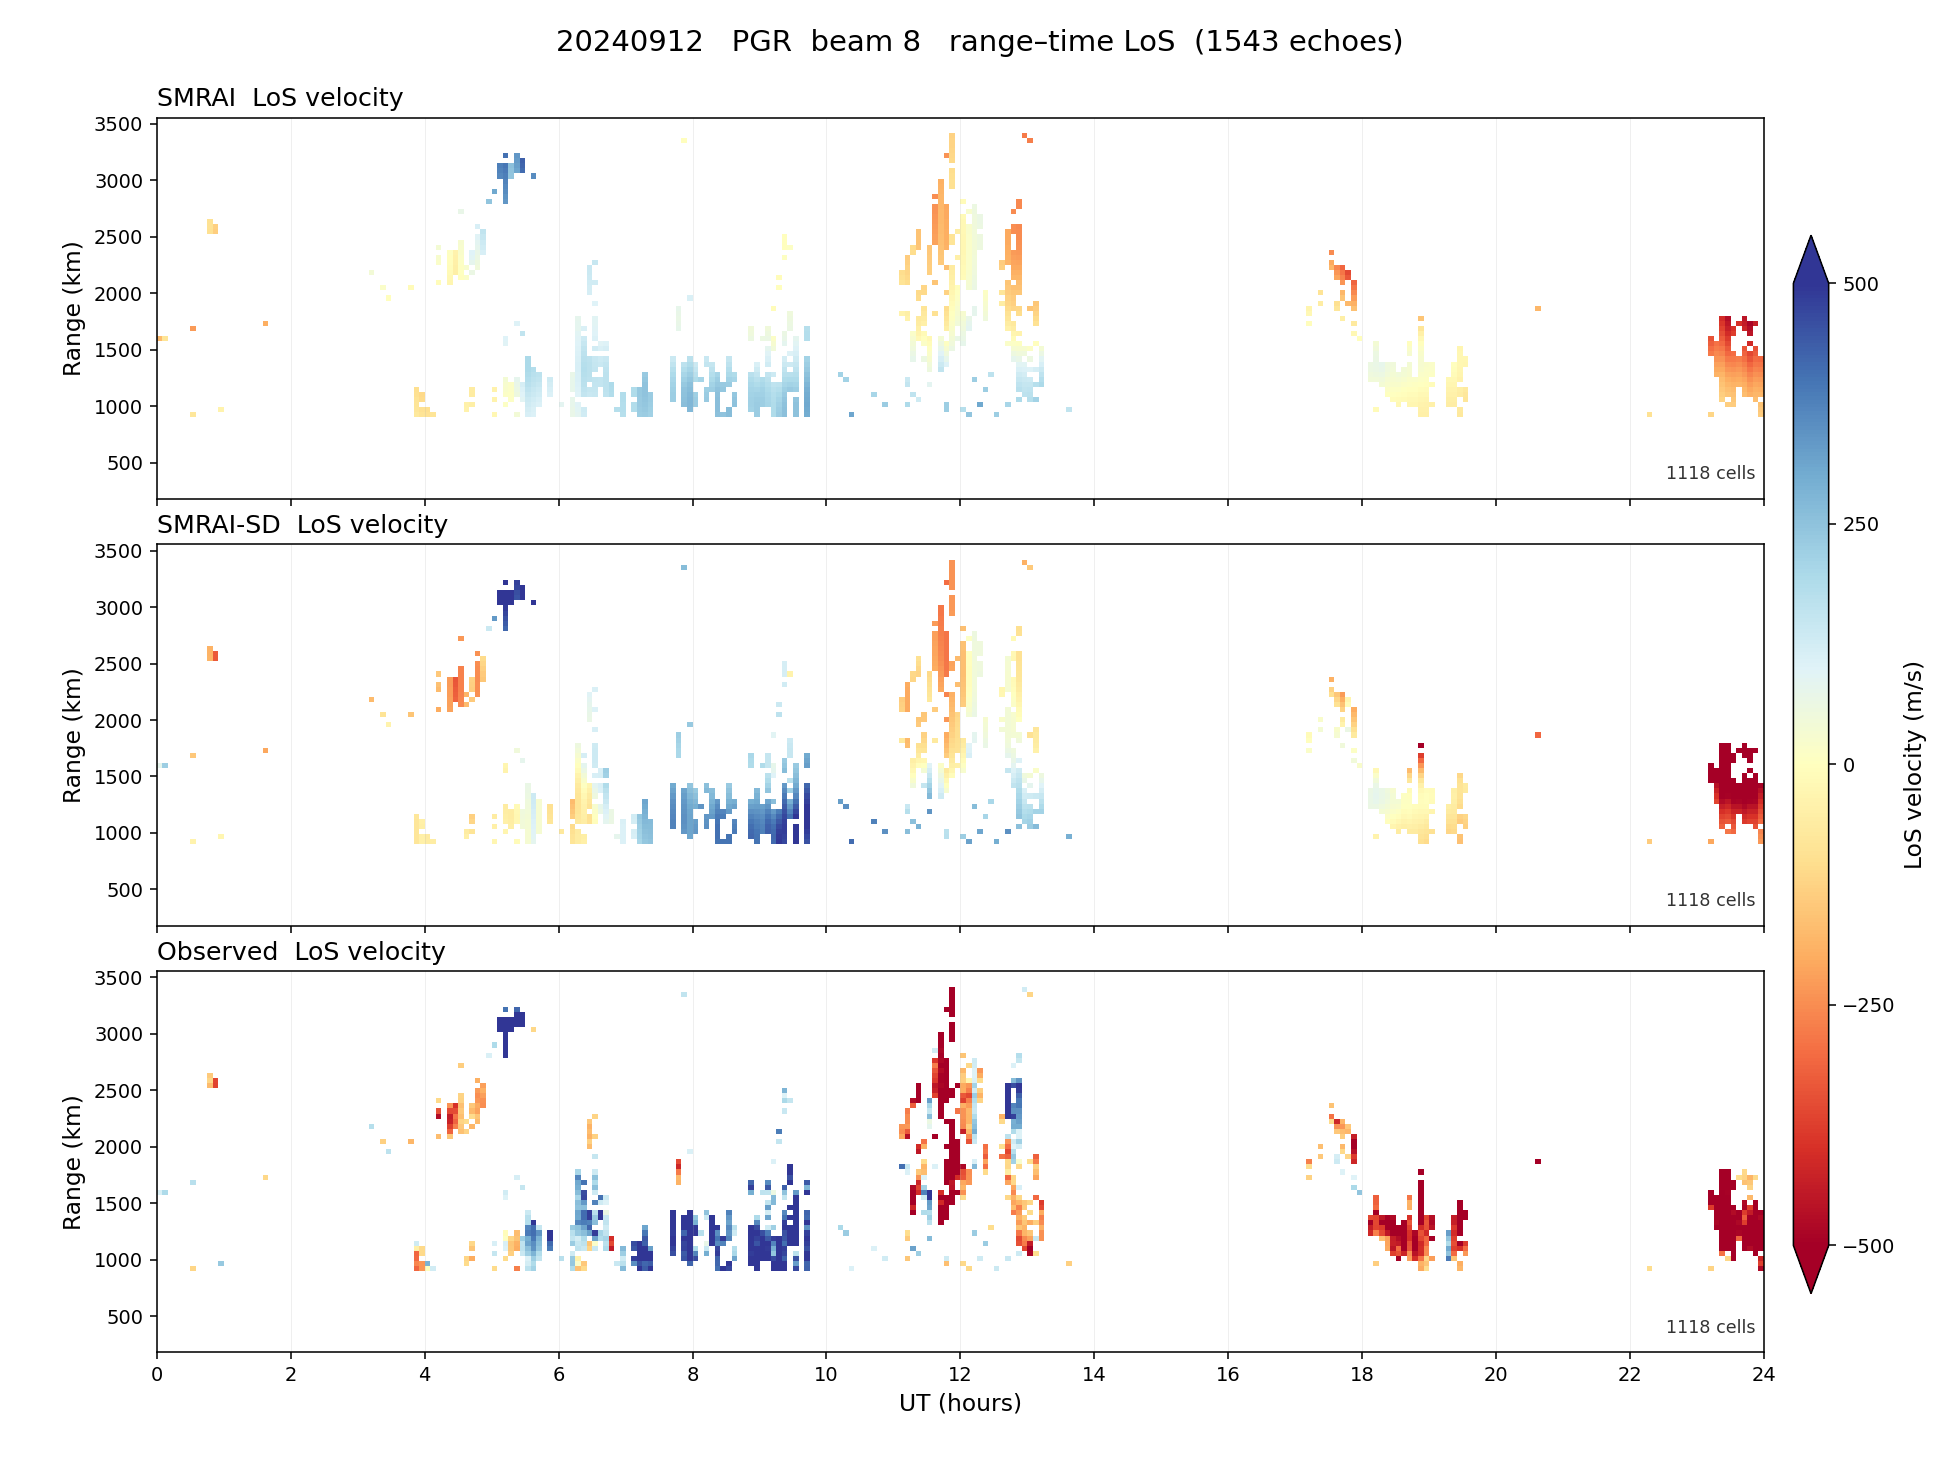 20240912   PGR  beam 8   range–time LoS  (1543 echoes)
SMRAI  LoS velocity
3500
3000
2500
2000
1500
1000
500
Range (km)
1118 cells
SMRAI-SD  LoS velocity
3500
3000
2500
2000
1500
1000
500
Range (km)
1118 cells
Observed  LoS velocity
3500
3000
2500
2000
1500
1000
500
Range (km)
1118 cells
0 2 4 6 8 10 12 14 16 18 20 22 24
UT (hours)
500
250
0
−250
−500
LoS velocity (m/s)